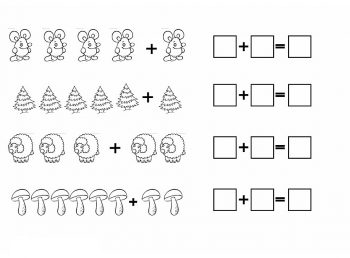 + + =
+ + =
+ + =
+ + =